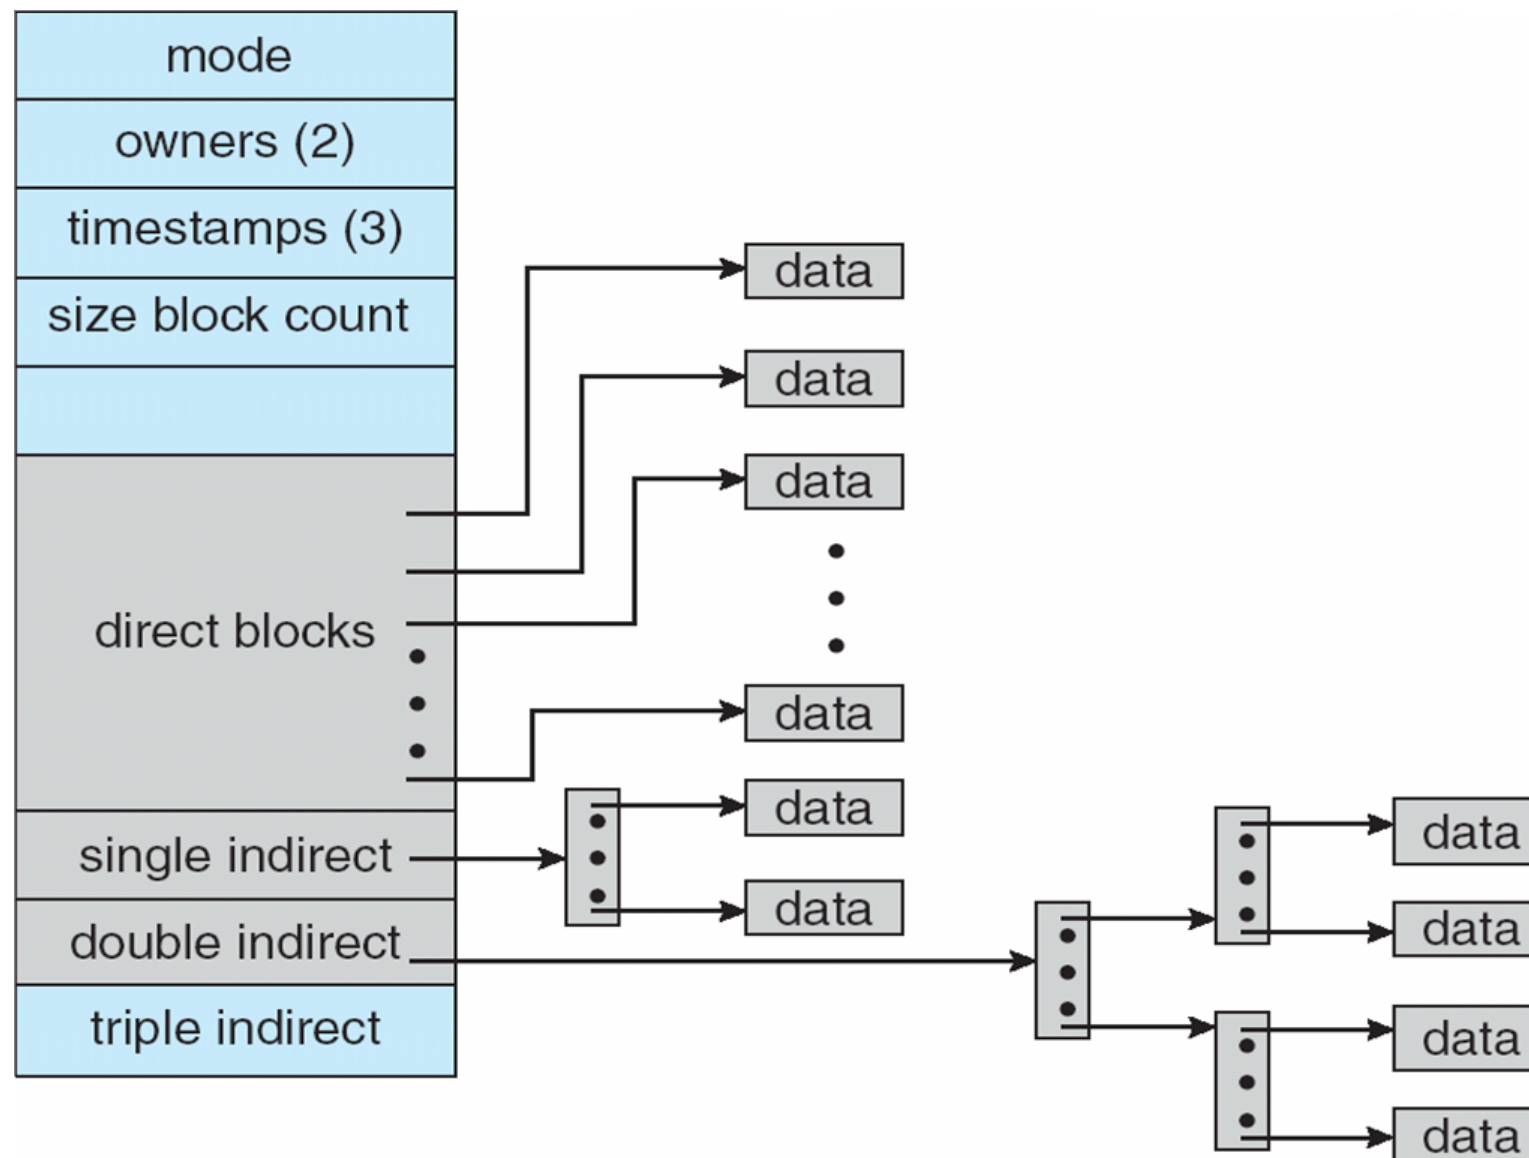 mode
owners (2)
timestamps (3)
size block count
direct blocks
single indirect
double indirect
triple indirect
data
data
data
data
data
data
data
data
data
data